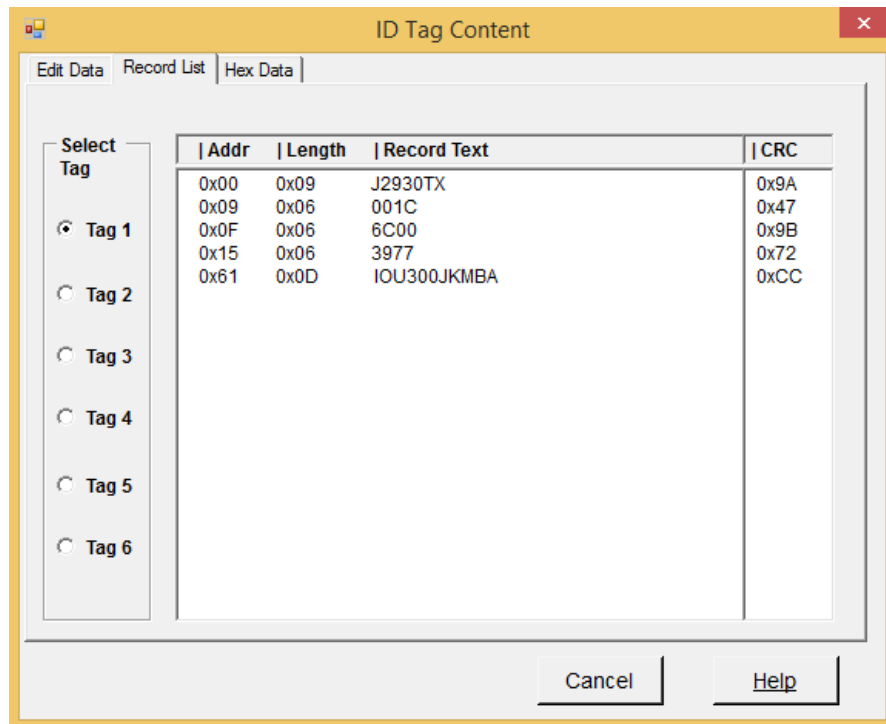 ID Tag Content
Edit Data Record List Hex Data
Select Tag
| Addr | Length | Record Text | CRC
0x00 0x09 J2930TX 0x9A
0x09 0x06 001C 0x47
0x0F 0x06 6C00 0x9B
0x15 0x06 3977 0x72
0x61 0x0D IOU300JKMBA 0xCC
Tag 1
Tag 2
Tag 3
Tag 4
Tag 5
Tag 6
Cancel Help